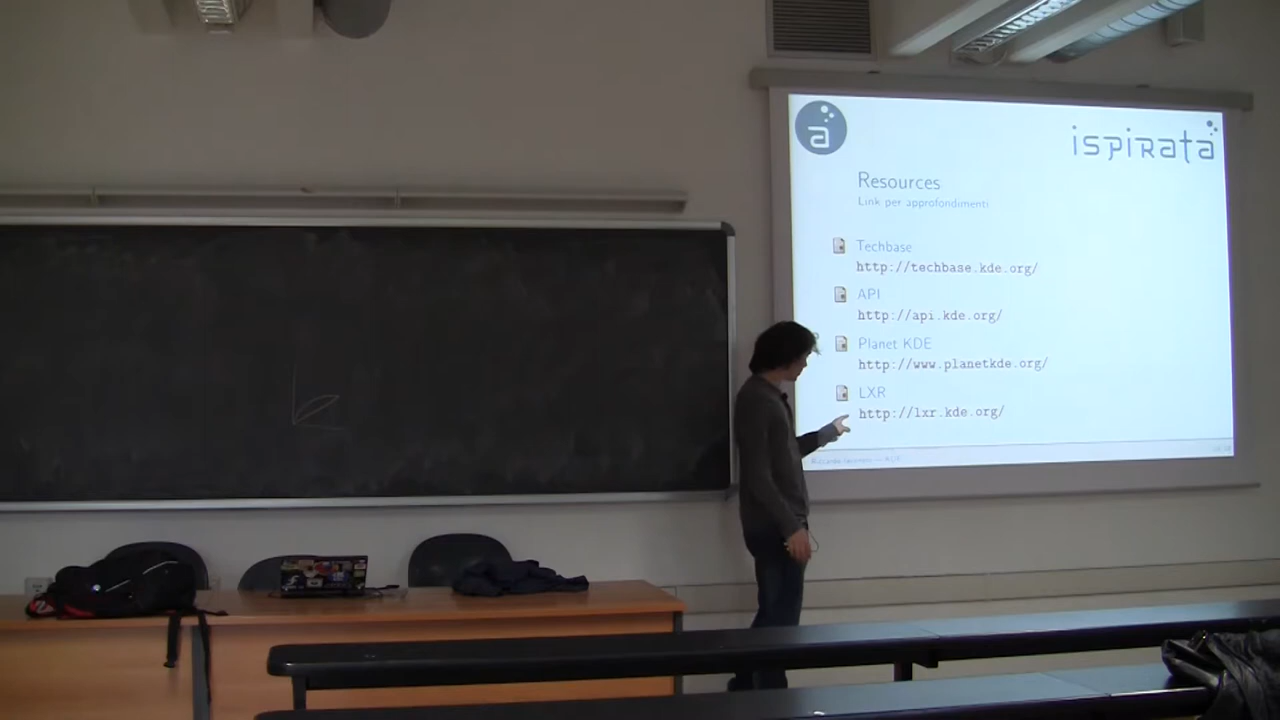 a
ispirata
Resources
Link per approfondimenti
Techbase
http://techbase.kde.org/
API
http://api.kde.org/
Planet KDE
http://www.planetkde.org/
LXR
http://lxr.kde.org/